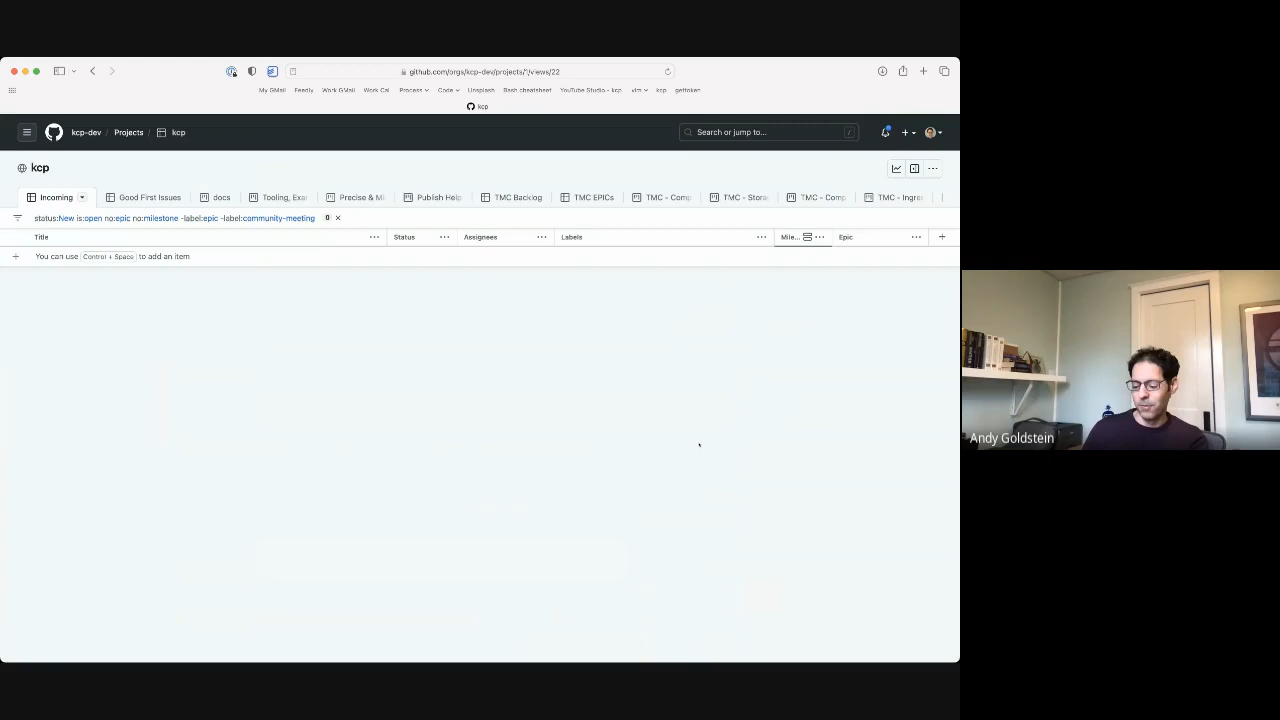 github.com/orgs/kcp-dev/projects/1/views/22
My GMail Feedly Work GMail Work Cal Process Code Unsplash Bash cheatsheet YouTube Studio - kcp vim kcp gettoken
kcp
kcp-dev / Projects / kcp
Search or jump to... /
kcp
Incoming Good First Issues docs Tooling, Exa Precise & Mi Publish Help TMC Backlog TMC EPICs TMC - Comp TMC - Stora TMC - Comp TMC - Ingre
status:New is:open no:epic no:milestone -label:epic -label:community-meeting 0
Title Status Assignees Labels Mile... Epic
You can use Control + Space to add an item
Andy Goldstein